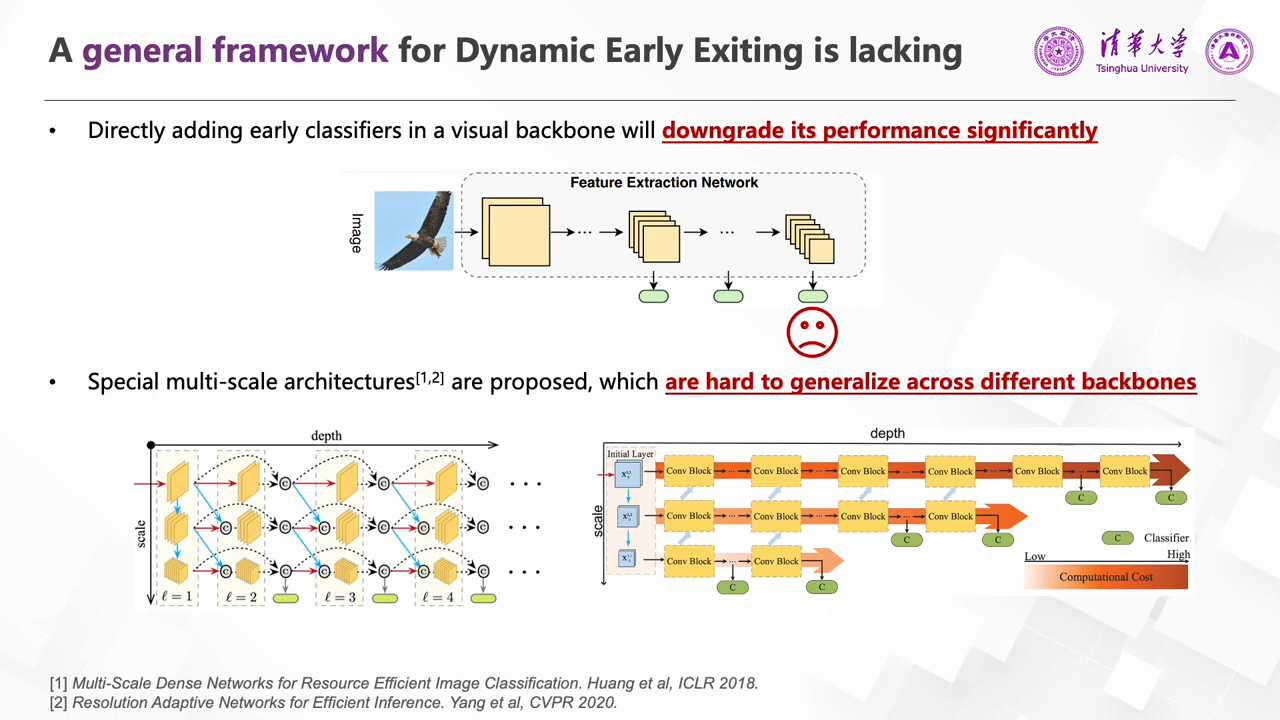 A general framework for Dynamic Early Exiting is lacking
清华大学
Tsinghua University
• Directly adding early classifiers in a visual backbone will downgrade its performance significantly
Feature Extraction Network
Image
...
...
• Special multi-scale architectures[1,2] are proposed, which are hard to generalize across different backbones
depth
scale
C C C
C C C C C
C C C C C
ℓ = 1 ℓ = 2 ℓ = 3 ℓ = 4
depth
scale
Initial Layer
Conv Block ... Conv Block ... Conv Block ... Conv Block ... Conv Block ... Conv Block
C C
Conv Block ... Conv Block ... Conv Block ... Conv Block
C C
Conv Block ... Conv Block
C C
C Classifier
Low High
Computational Cost
[1] Multi-Scale Dense Networks for Resource Efficient Image Classification. Huang et al, ICLR 2018.
[2] Resolution Adaptive Networks for Efficient Inference. Yang et al, CVPR 2020.